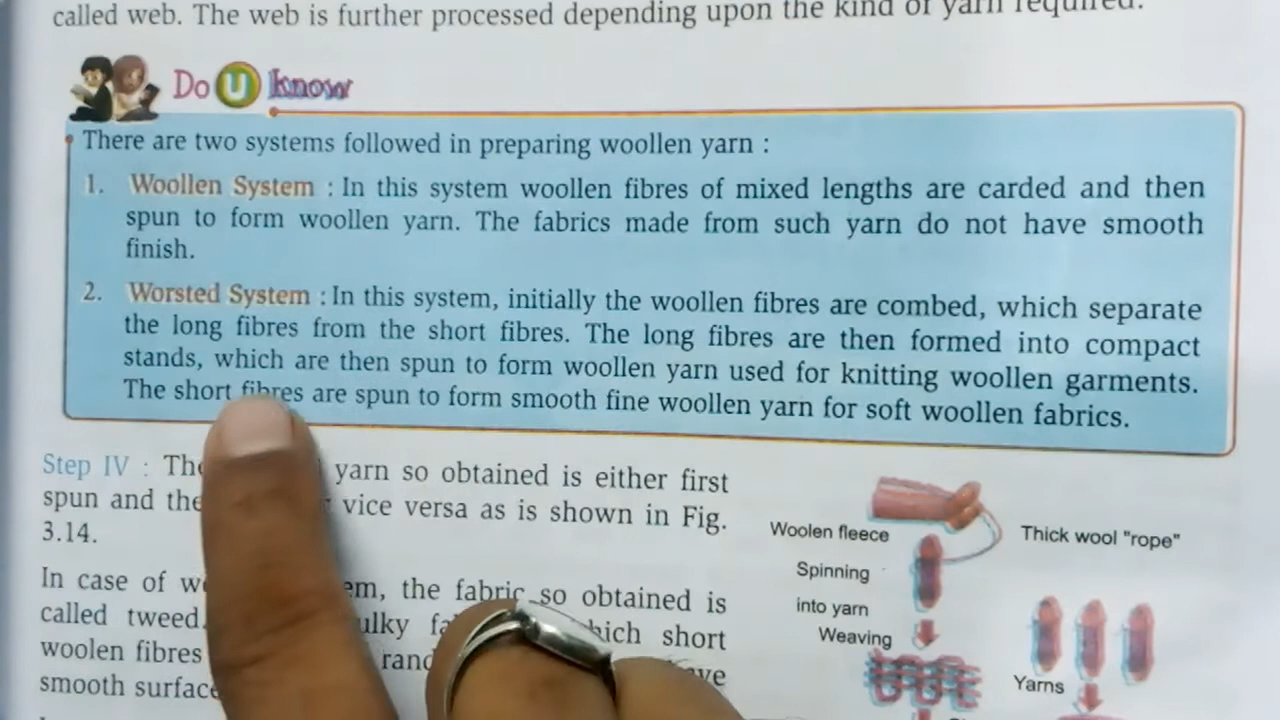 called web. The web is further processed depending upon the kind of yarn required.
Do U know
There are two systems followed in preparing woollen yarn :
1. Woollen System : In this system woollen fibres of mixed lengths are carded and then
spun to form woollen yarn. The fabrics made from such yarn do not have smooth
finish.
2. Worsted System : In this system, initially the woollen fibres are combed, which separate
the long fibres from the short fibres. The long fibres are then formed into compact
stands, which are then spun to form woollen yarn used for knitting woollen garments.
The short fibres are spun to form smooth fine woollen yarn for soft woollen fabrics.
Step IV : yarn so obtained is either first
spun and vice versa as is shown in Fig.
3.14.
In case of the fabric so obtained is
called tweed. short
woolen fibres
smooth
Woolen fleece
Thick wool "rope"
Spinning
into yarn
Weaving
Yarns